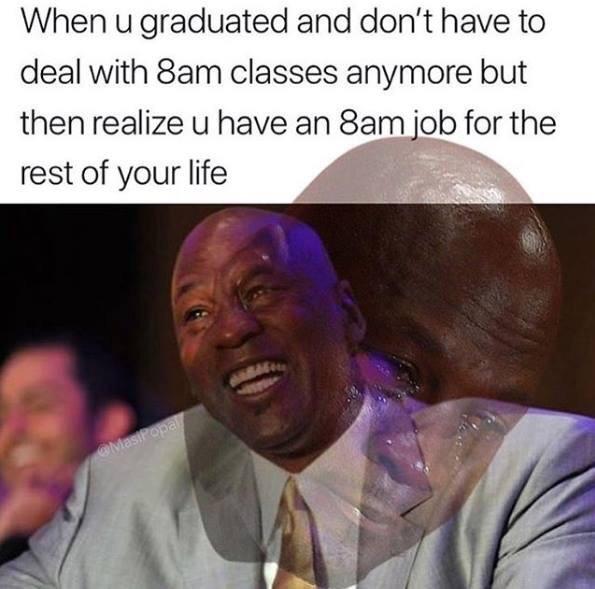 When u graduated and don't have to
deal with 8am classes anymore but
then realize u have an 8am job for the
rest of your life
@MasiPopal